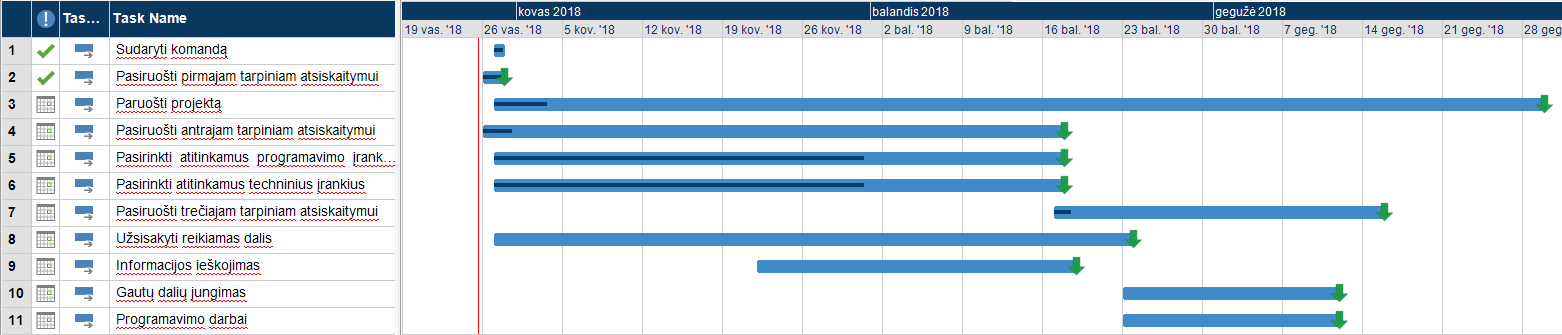 Tas... Task Name
kovas 2018 balandis 2018 gegužė 2018
19 vas. '18 26 vas. '18 5 kov. '18 12 kov. '18 19 kov. '18 26 kov. '18 2 bal. '18 9 bal. '18 16 bal. '18 23 bal. '18 30 bal. '18 7 geg. '18 14 geg. '18 21 geg. '18 28 geg
1 Sudaryti komandą
2 Pasiruošti pirmajam tarpiniam atsiskaitymui
3 Paruošti projektą
4 Pasiruošti antrajam tarpiniam atsiskaitymui
5 Pasirinkti atitinkamus programavimo įrank...
6 Pasirinkti atitinkamus techninius įrankius
7 Pasiruošti trečiajam tarpiniam atsiskaitymui
8 Užsisakyti reikiamas dalis
9 Informacijos ieškojimas
10 Gautų dalių jungimas
11 Programavimo darbai